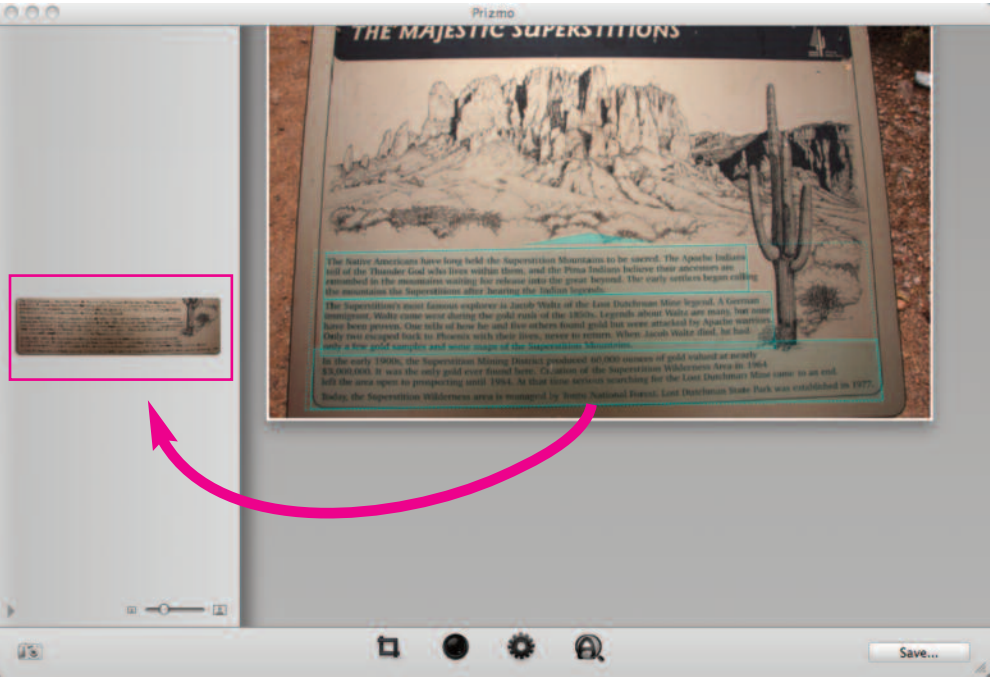 Prizmo
THE MAJESTIC SUPERSTITIONS
The Native Americans have long held the Superstition Mountains to be sacred. The Apache Indians
tell of the Thunder God who lives within them, and the Pima Indians believe their ancestors are
entombed in the mountains waiting for release into the great beyond. The early settlers began calling
the mountains the Superstitions after hearing the Indian legends.
The Superstition's most famous explorer is Jacob Waltz of the Lost Dutchman Mine legend. A German
immigrant, Waltz came west during the gold rush of the 1850s. Legends about Waltz are many, but none
have been proven. One tells of how he and five others found gold but were attacked by Apache warriors.
Only two escaped back to Phoenix with their lives, never to return. When Jacob Waltz died, he had
only a few gold samples and some maps of the Superstition Mountains.
In the early 1900s, the Superstition Mining District produced 60,000 ounces of gold valued at nearly
$3,000,000. It was the only gold ever found here. Creation of the Superstition Wilderness Area in 1964
left the area open to prospecting until 1984. At that time serious searching for the Lost Dutchman Mine came to an end.
Today, the Superstition Wilderness area is managed by Tonto National Forest. Lost Dutchman State Park was established in 1977.
Save...